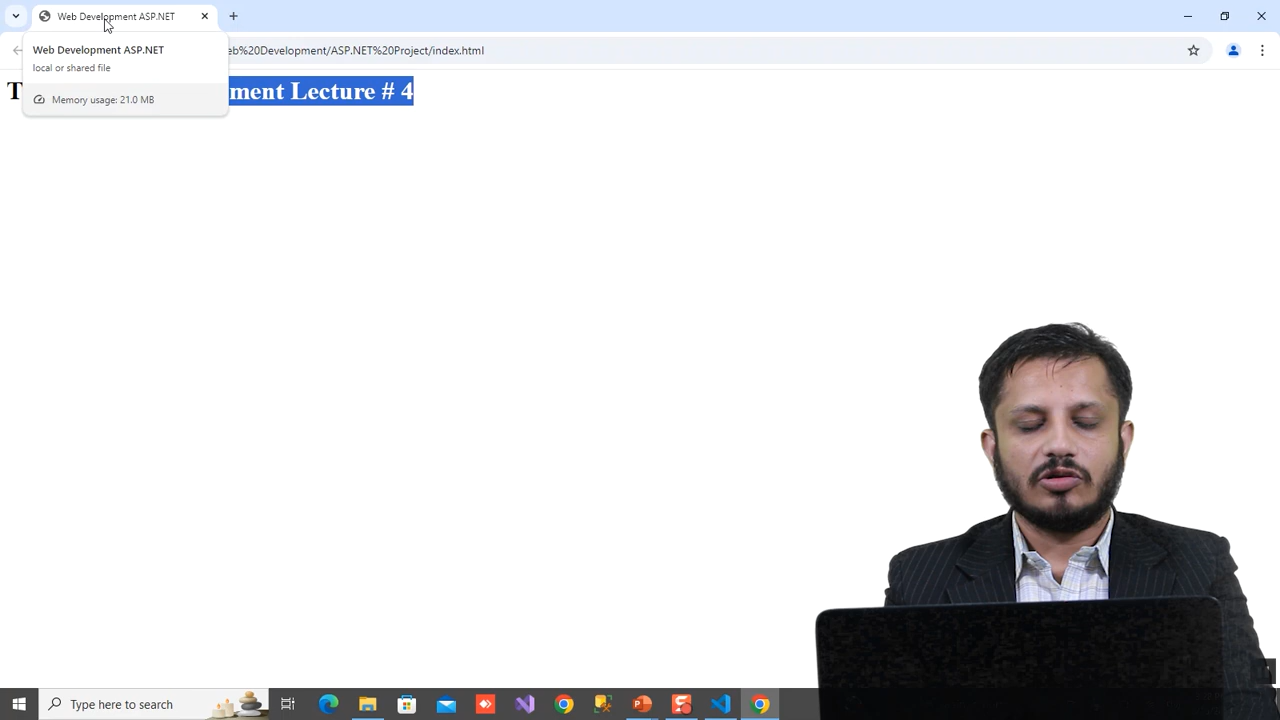 Web Development ASP.NET
eb%20Development/ASP.NET%20Project/index.html
Web Development ASP.NET
local or shared file
Memory usage: 21.0 MB
T
ment Lecture # 4
Type here to search